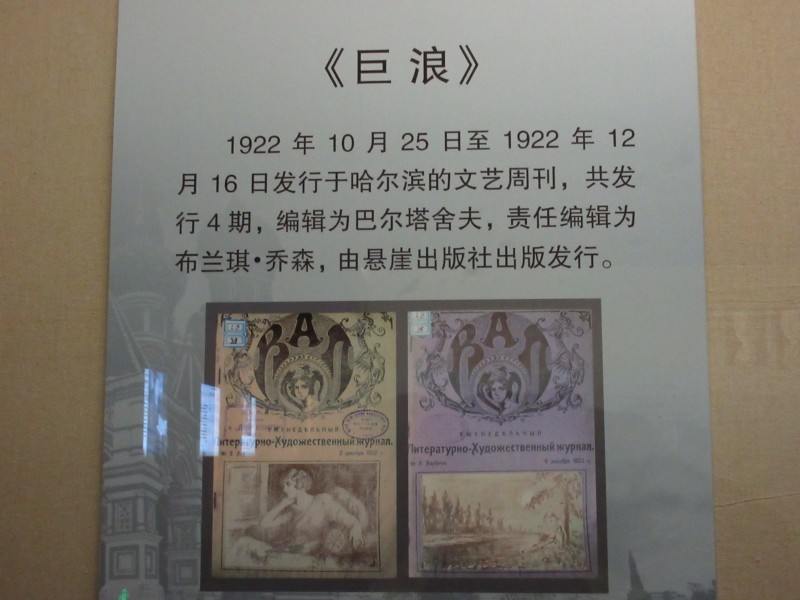 《巨浪》
1922 年 10 月 25 日至 1922 年 12
月 16 日发行于哈尔滨的文艺周刊，共发
行 4 期，编辑为巴尔塔舍夫，责任编辑为
布兰琪·乔森，由悬崖出版社出版发行。
ВАЛ
ЕЖЕНЕДѢЛЬНЫЙ
Литературно-Художественный журнал.
ВАЛ
ЕЖЕНЕДѢЛЬНЫЙ
Литературно-Художественный журнал.